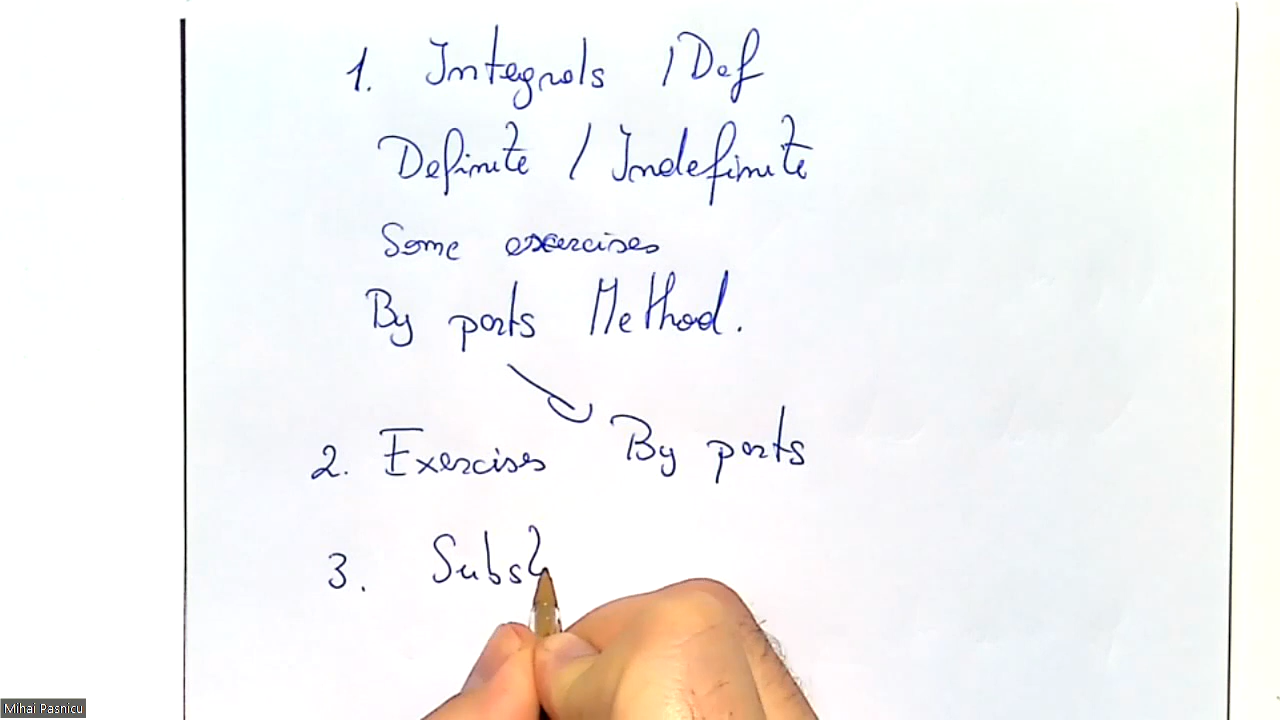 1. Integrals / Def
Definite / Indefinite
Some exercises
By parts Method.
2. Exercises By parts
3. Subst
Mihai Pasnicu